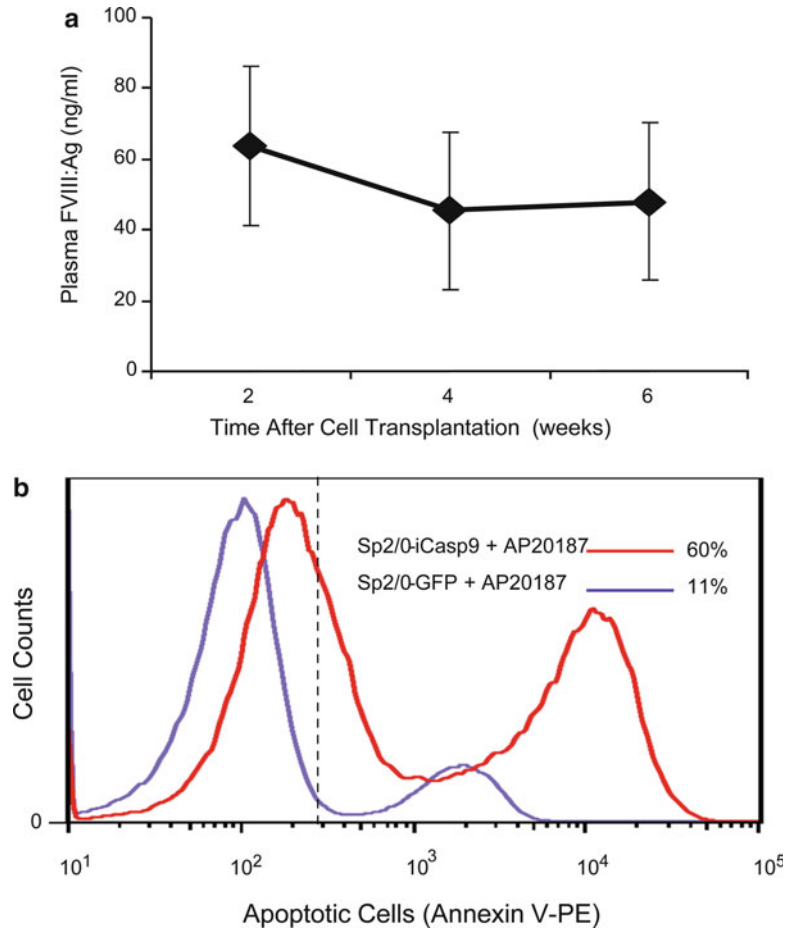 a
Plasma FVIII:Ag (ng/ml)
100
80
60
40
20
0
2 4 6
Time After Cell Transplantation (weeks)
b
Cell Counts
Sp2/0-iCasp9 + AP20187 60%
Sp2/0-GFP + AP20187 11%
0
10¹ 10² 10³ 10⁴ 10⁵
Apoptotic Cells (Annexin V-PE)